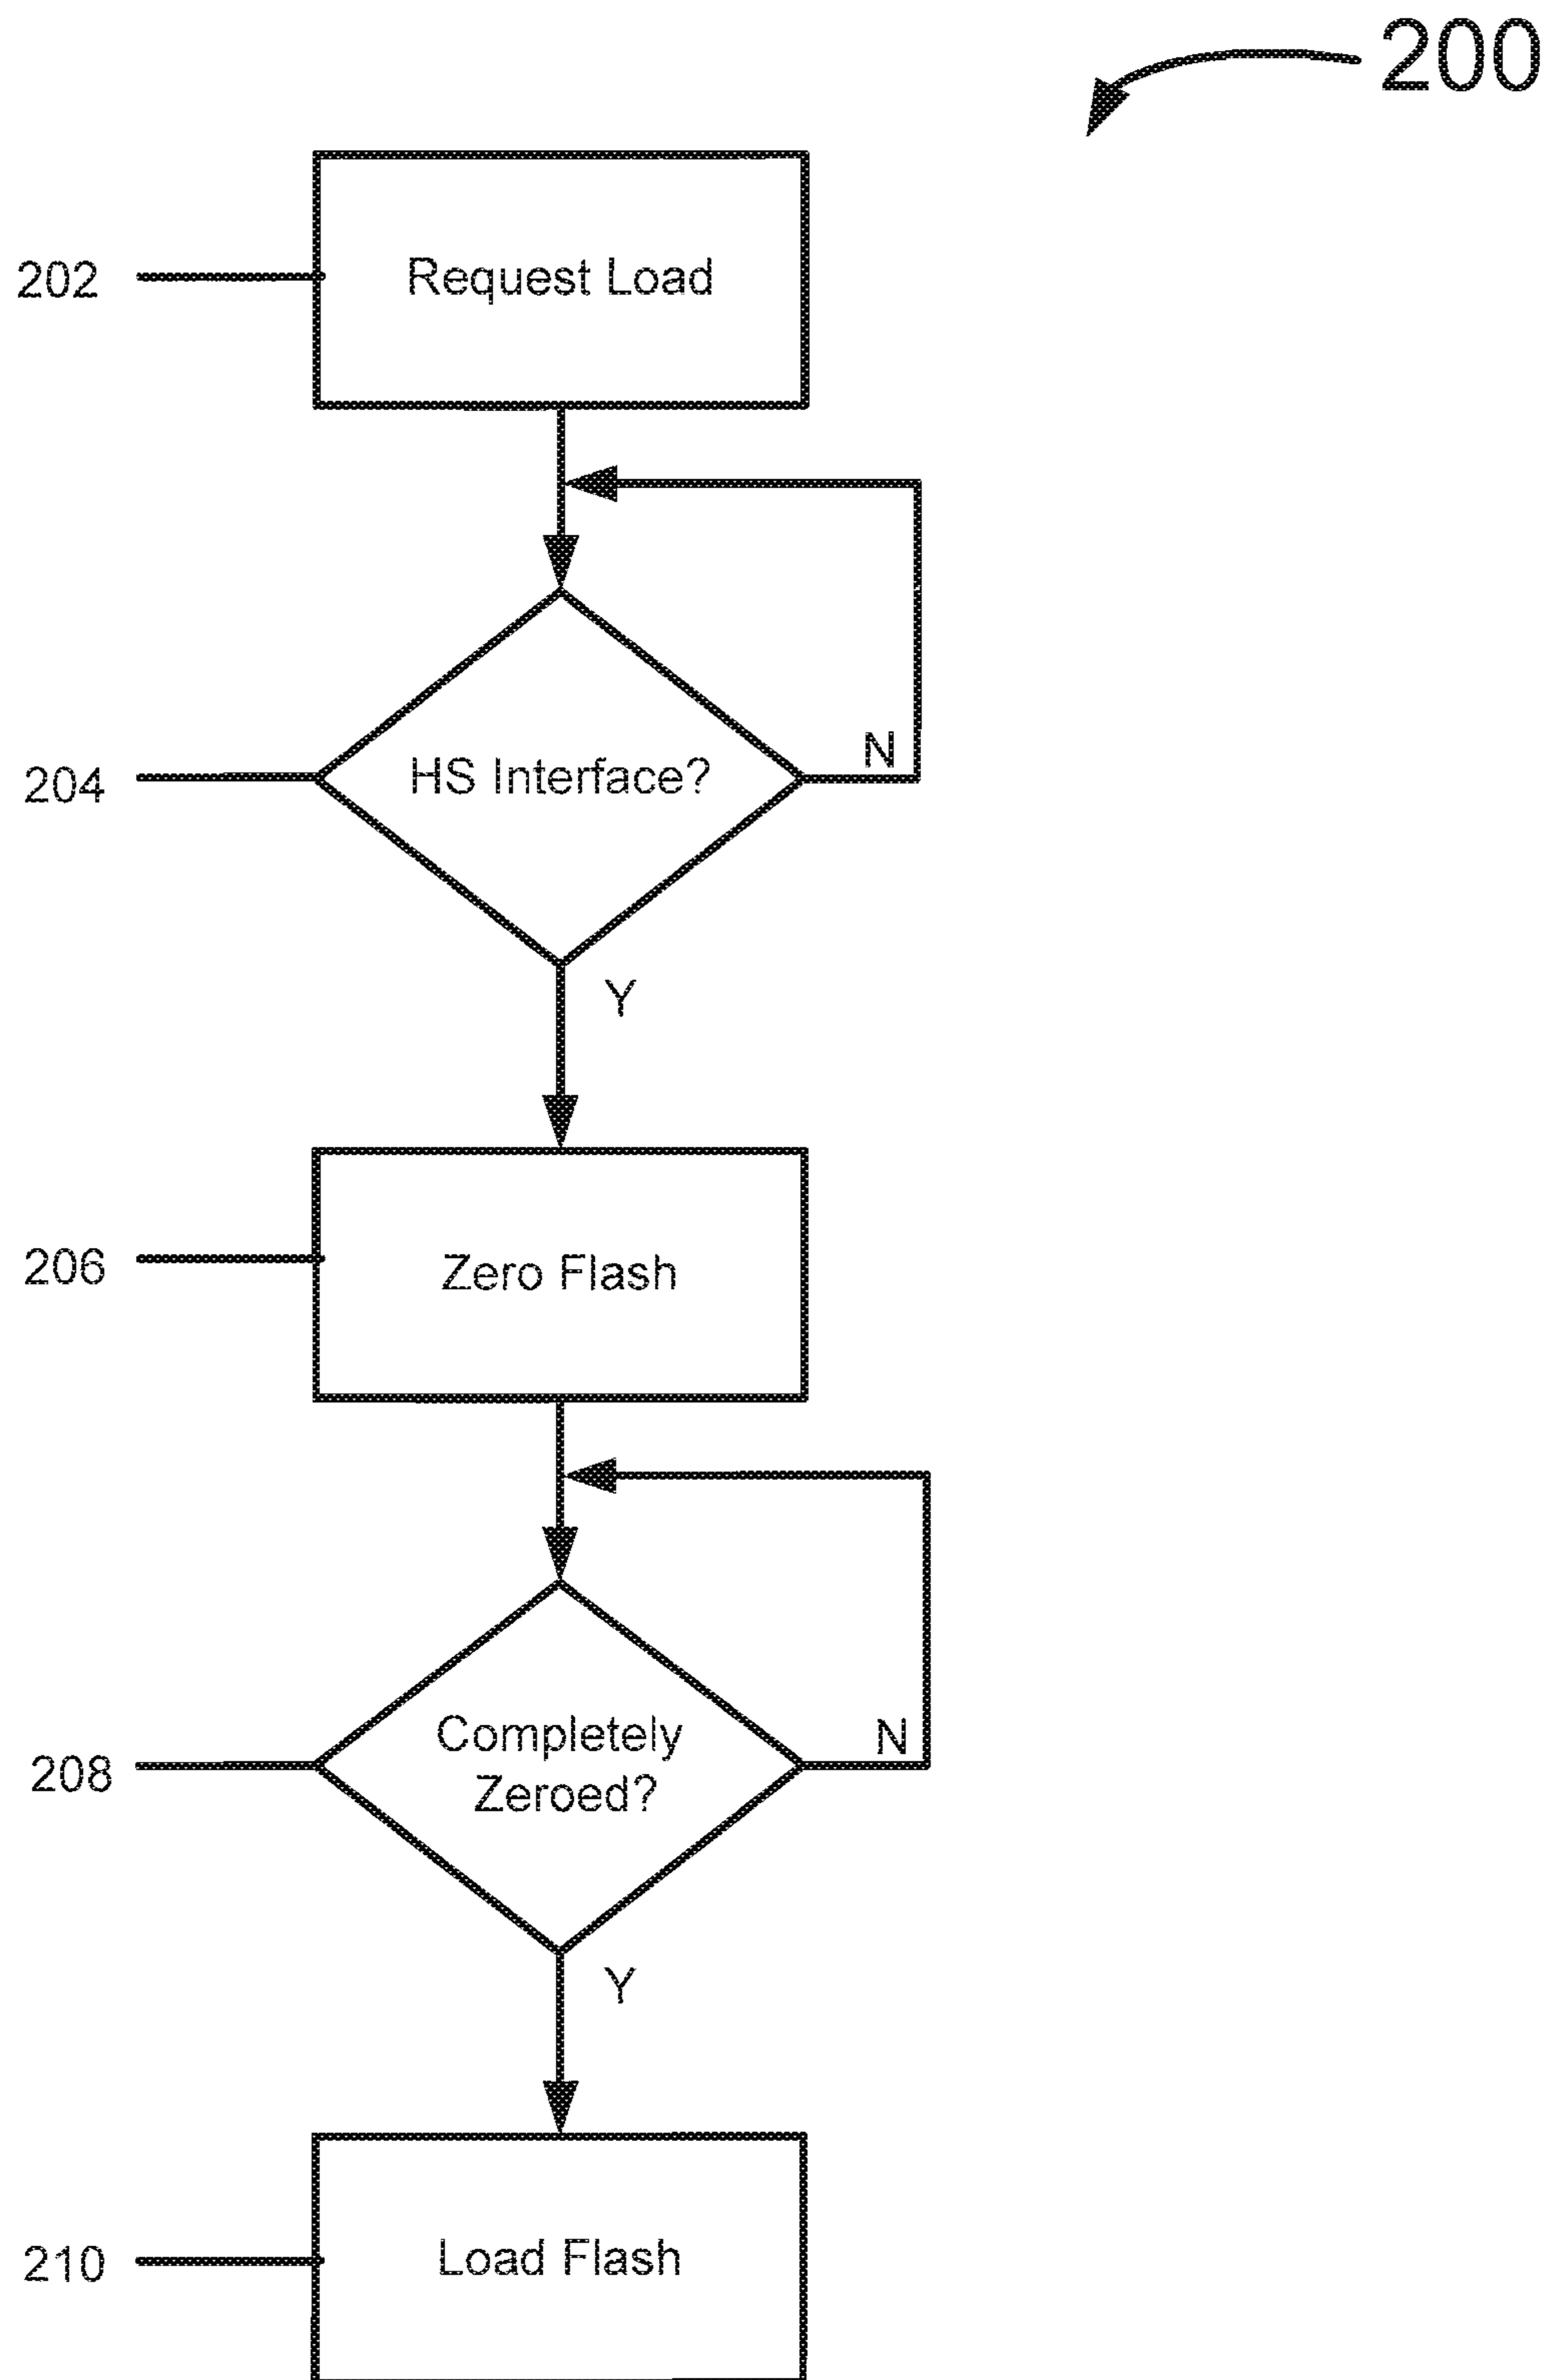 200
202
Request Load
204
HS Interface?
N
Y
206
Zero Flash
208
Completely
Zeroed?
N
Y
210
Load Flash